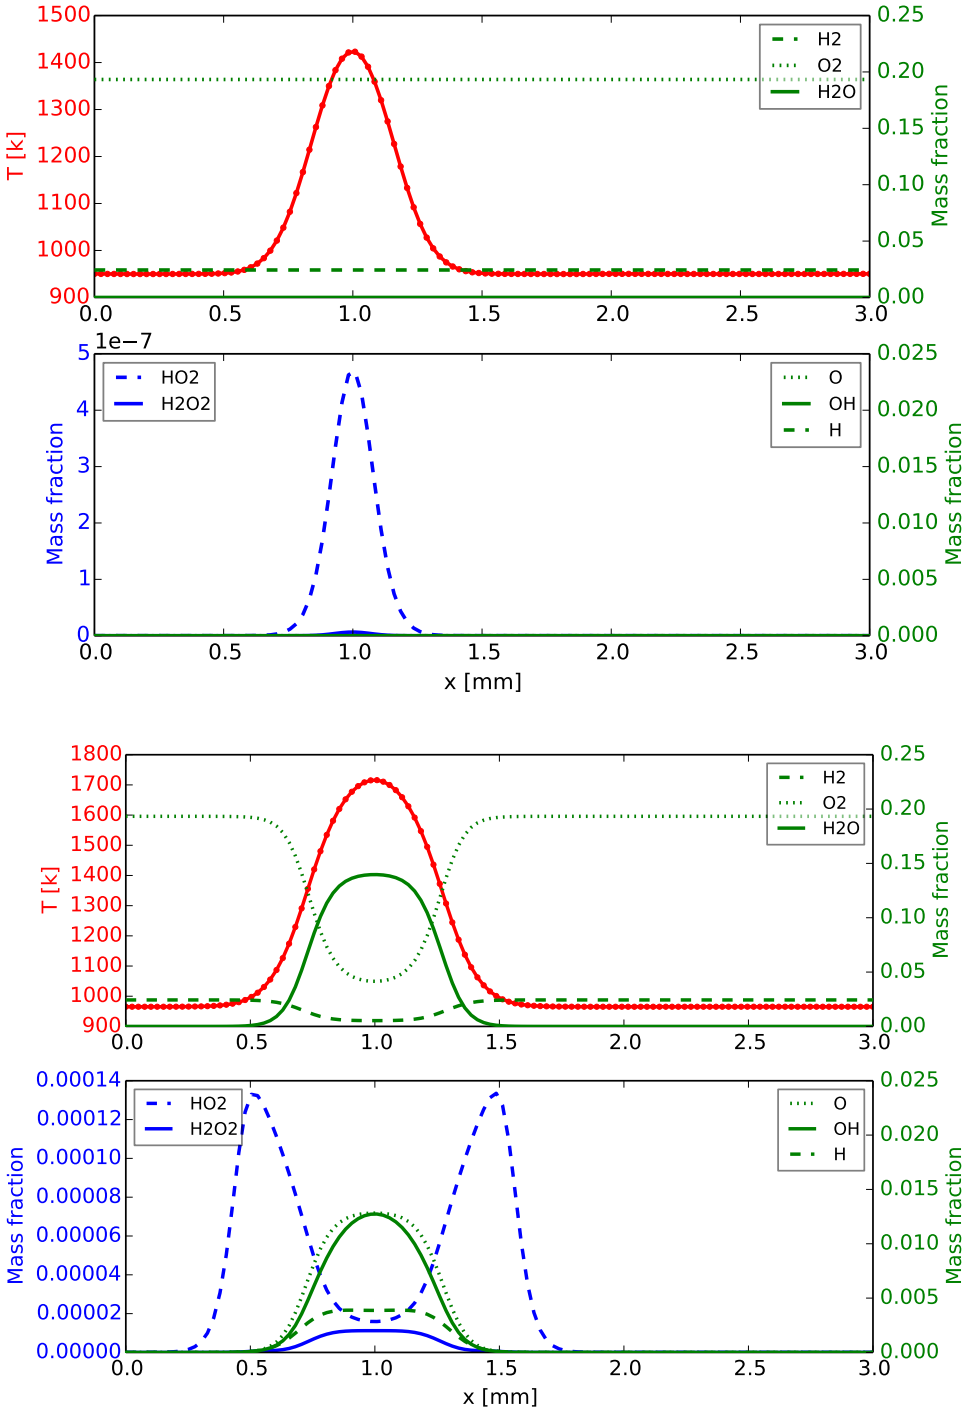 1500
1400
1300
1200
1100
1000
900
T [k]
H2
O2
H2O
0.25
0.20
0.15
0.10
0.05
0.00
Mass fraction
0.0 0.5 1.0 1.5 2.0 2.5 3.0
1e−7
5
4
3
2
1
0
Mass fraction
HO2
H2O2
O
OH
H
0.025
0.020
0.015
0.010
0.005
0.000
Mass fraction
0.0 0.5 1.0 1.5 2.0 2.5 3.0
x [mm]
1800
1700
1600
1500
1400
1300
1200
1100
1000
900
T [k]
H2
O2
H2O
0.25
0.20
0.15
0.10
0.05
0.00
Mass fraction
0.0 0.5 1.0 1.5 2.0 2.5 3.0
0.00014
0.00012
0.00010
0.00008
0.00006
0.00004
0.00002
0.00000
Mass fraction
HO2
H2O2
O
OH
H
0.025
0.020
0.015
0.010
0.005
0.000
Mass fraction
0.0 0.5 1.0 1.5 2.0 2.5 3.0
x [mm]